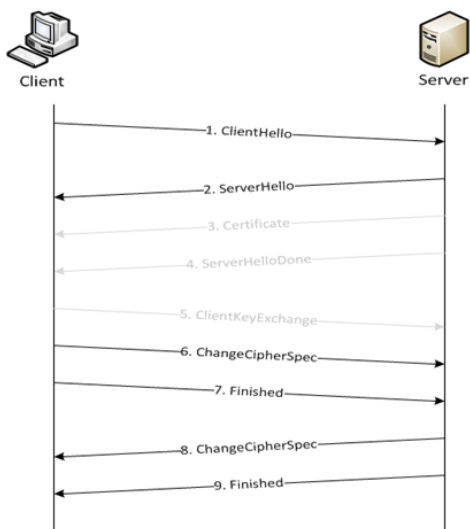 Client
Server
1. ClientHello
2. ServerHello
3. Certificate
4. ServerHelloDone
5. ClientKeyExchange
6. ChangeCipherSpec
7. Finished
8. ChangeCipherSpec
9. Finished